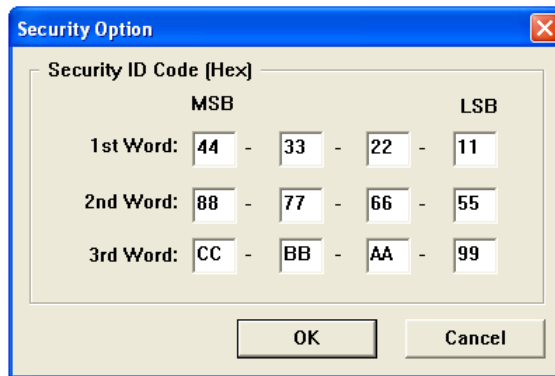 Security Option
Security ID Code (Hex)
MSB LSB
1st Word: 44 - 33 - 22 - 11
2nd Word: 88 - 77 - 66 - 55
3rd Word: CC - BB - AA - 99
OK Cancel